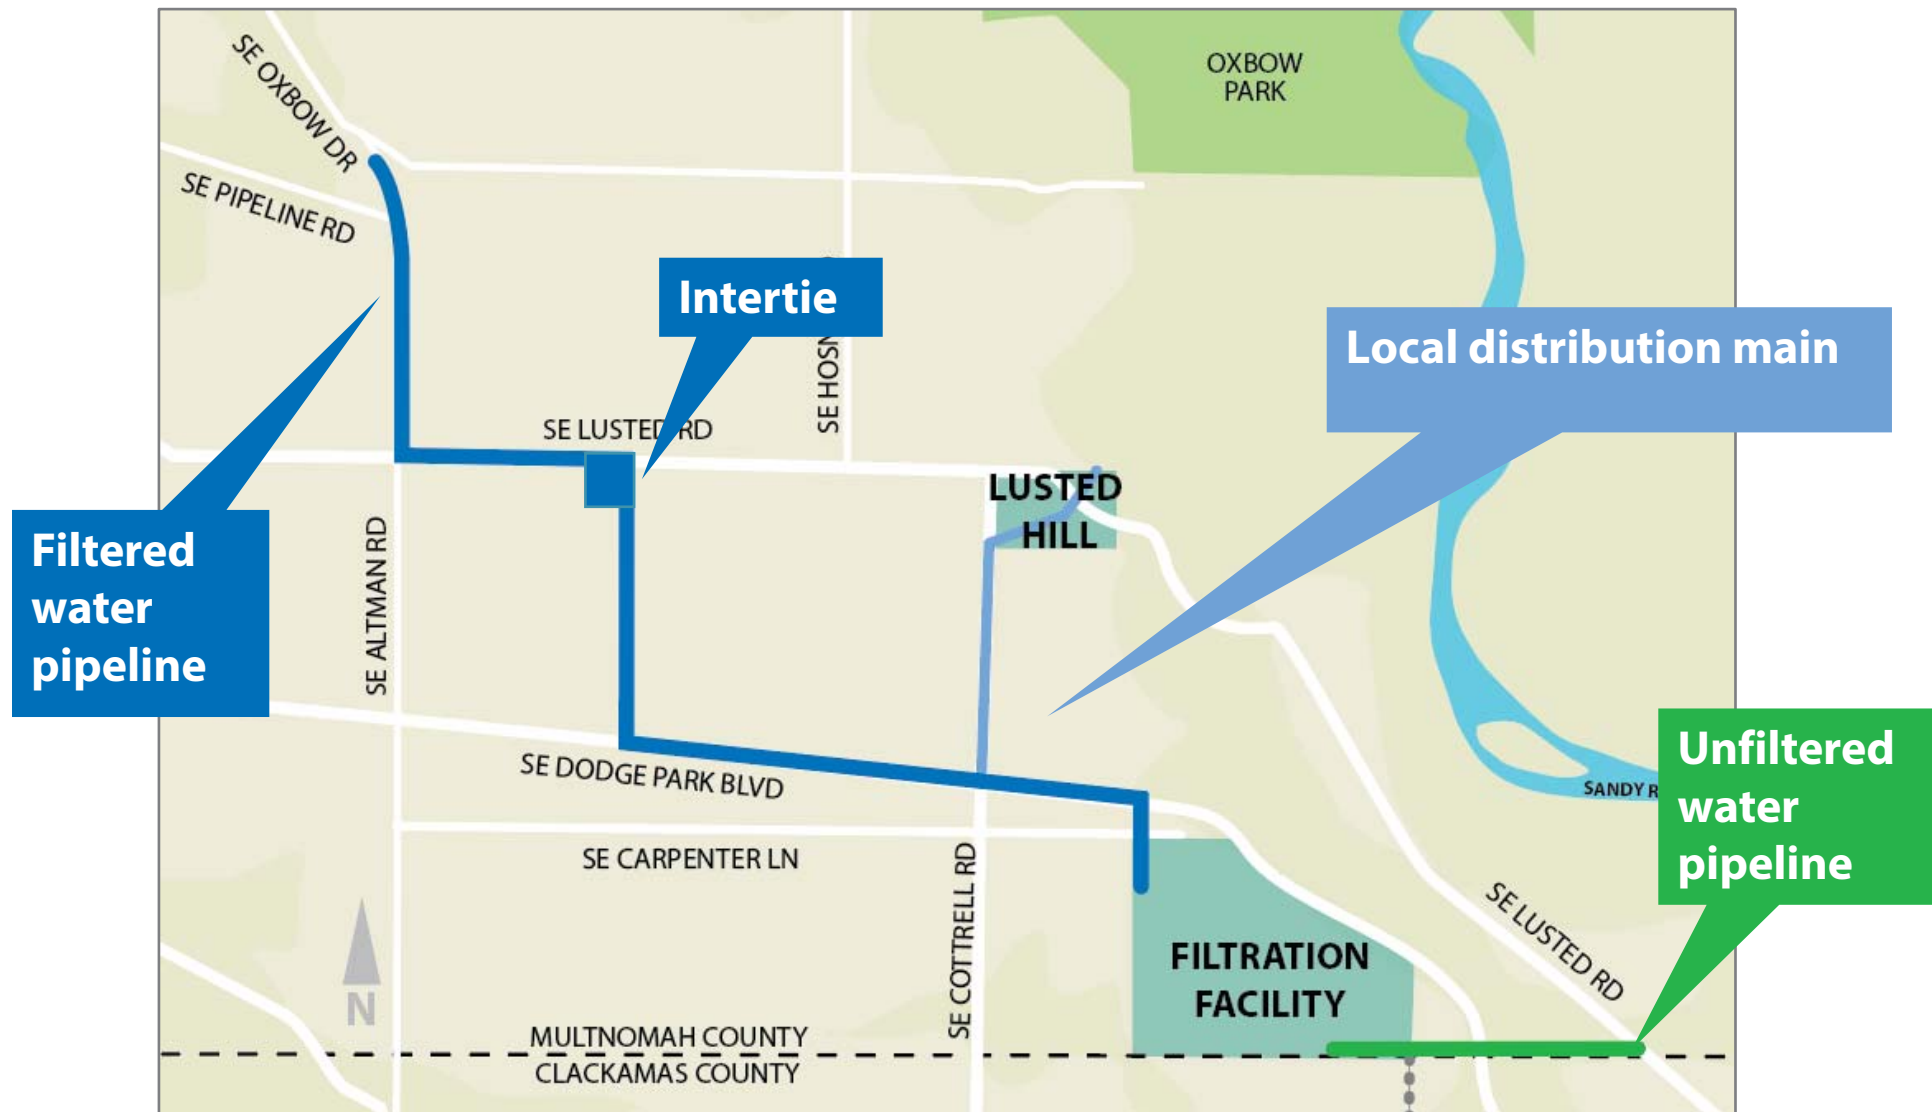 SE OXBOW DR
OXBOW
PARK
SE PIPELINE RD
Intertie
Local distribution main
SE HOSN
SE LUSTED RD
LUSTED
HILL
Filtered
water
pipeline
SE ALTMAN RD
SE DODGE PARK BLVD
Unfiltered
water
pipeline
SANDY R
SE CARPENTER LN
SE COTTRELL RD
SE LUSTED RD
FILTRATION
FACILITY
N
MULTNOMAH COUNTY
CLACKAMAS COUNTY